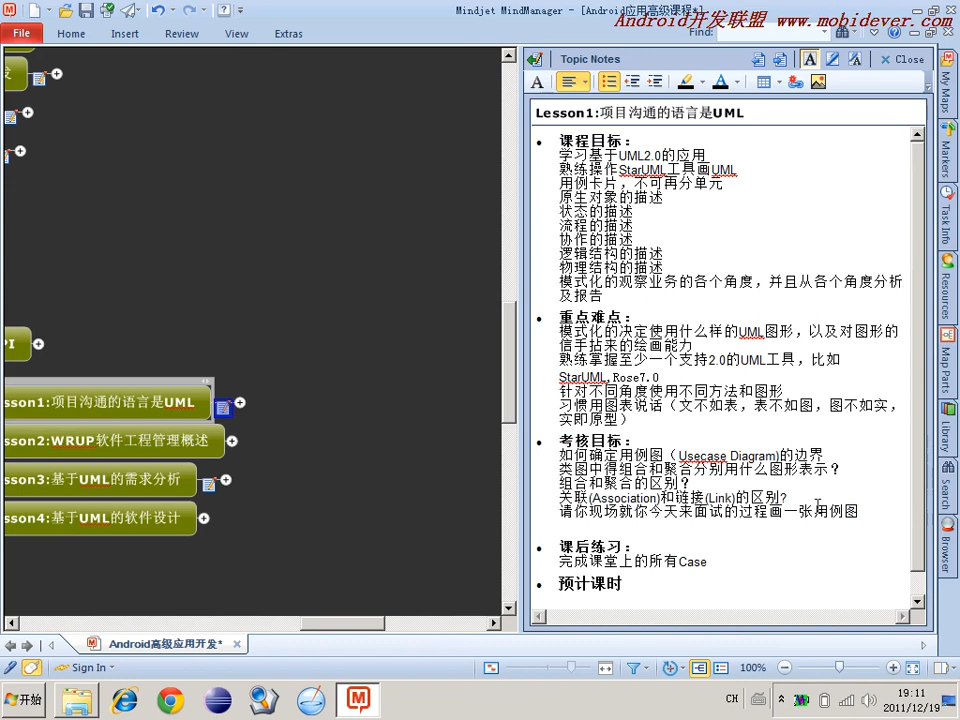 Mindjet MindManager - [Android应用高级课程*]
Android开发联盟 www.mobidever.com
File Home Insert Review View Extras
Find:
发
PI
sson1:项目沟通的语言是UML
sson2:WRUP软件工程管理概述
sson3:基于UML的需求分析
sson4:基于UML的软件设计
Topic Notes
Close
Lesson1:项目沟通的语言是UML
课程目标：
学习基于UML2.0的应用
熟练操作StarUML工具画UML
用例卡片，不可再分单元
原生对象的描述
状态的描述
流程的描述
协作的描述
逻辑结构的描述
物理结构的描述
模式化的观察业务的各个角度，并且从各个角度分析
及报告
重点难点：
模式化的决定使用什么样的UML图形，以及对图形的
信手拈来的绘画能力
熟练掌握至少一个支持2.0的UML工具，比如
StarUML,Rose7.0
针对不同角度使用不同方法和图形
习惯用图表说话（文不如表，表不如图，图不如实，
实即原型）
考核目标：
如何确定用例图（Usecase Diagram)的边界
类图中得组合和聚合分别用什么图形表示？
组合和聚合的区别？
关联(Association)和链接(Link)的区别?
请你现场就你今天来面试的过程画一张用例图
课后练习：
完成课堂上的所有Case
预计课时
My Maps
Markers
Task Info
Resources
Map Parts
Library
Search
Browser
Android高级应用开发*
Sign In
100%
开始
CH
19:11
2011/12/19